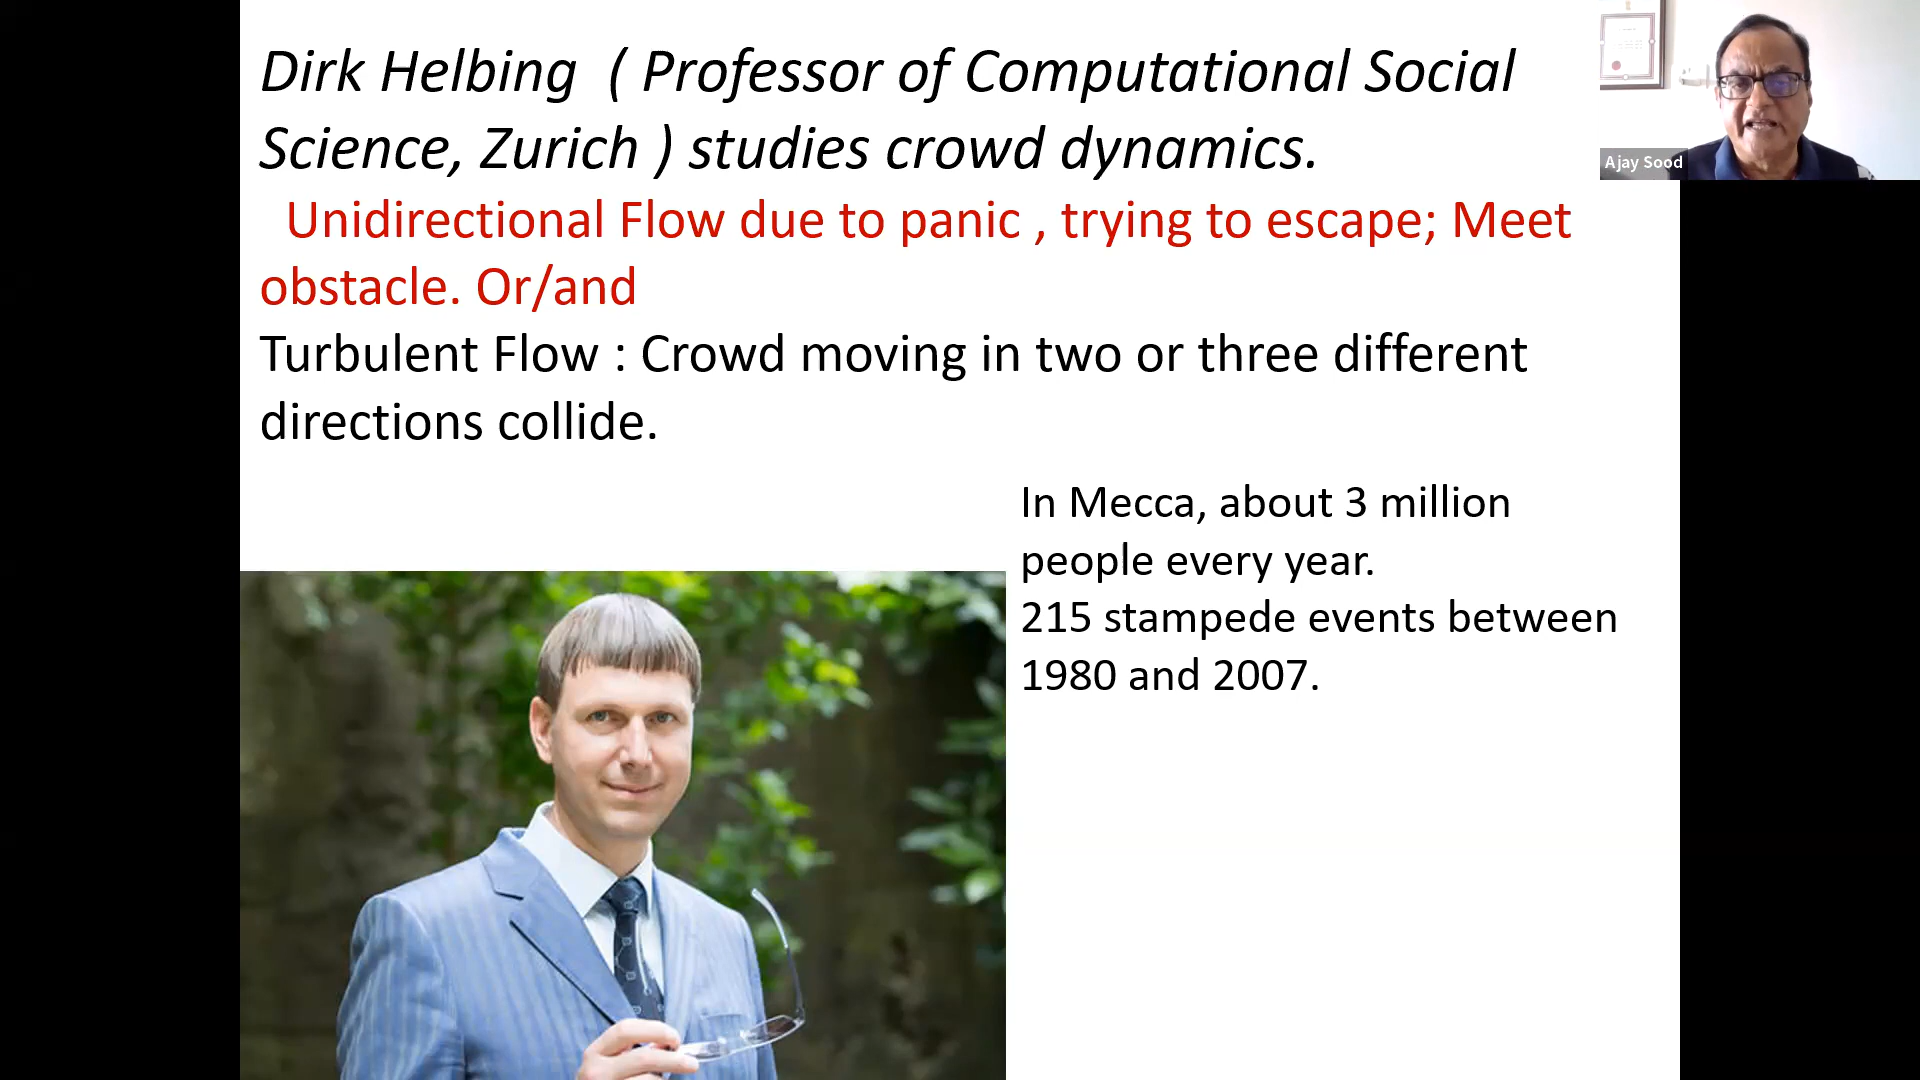 Dirk Helbing ( Professor of Computational Social
Science, Zurich ) studies crowd dynamics.
Unidirectional Flow due to panic , trying to escape; Meet
obstacle. Or/and
Turbulent Flow : Crowd moving in two or three different
directions collide.
In Mecca, about 3 million
people every year.
215 stampede events between
1980 and 2007.
Ajay Sood